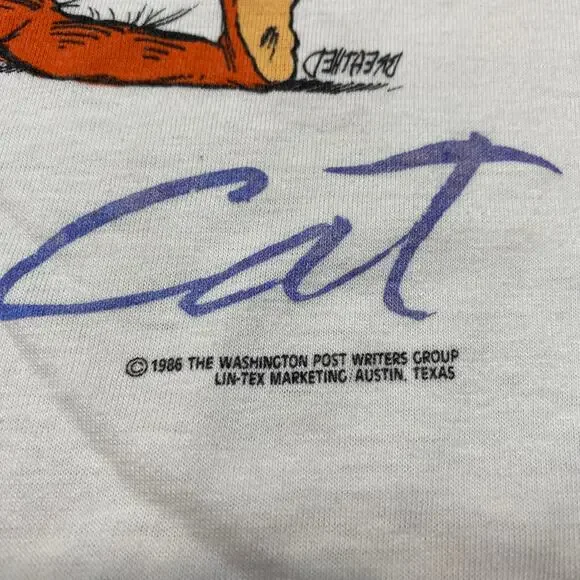 BREATHED
Cat
© 1986 THE WASHINGTON POST WRITERS GROUP
LIN-TEX MARKETING AUSTIN, TEXAS